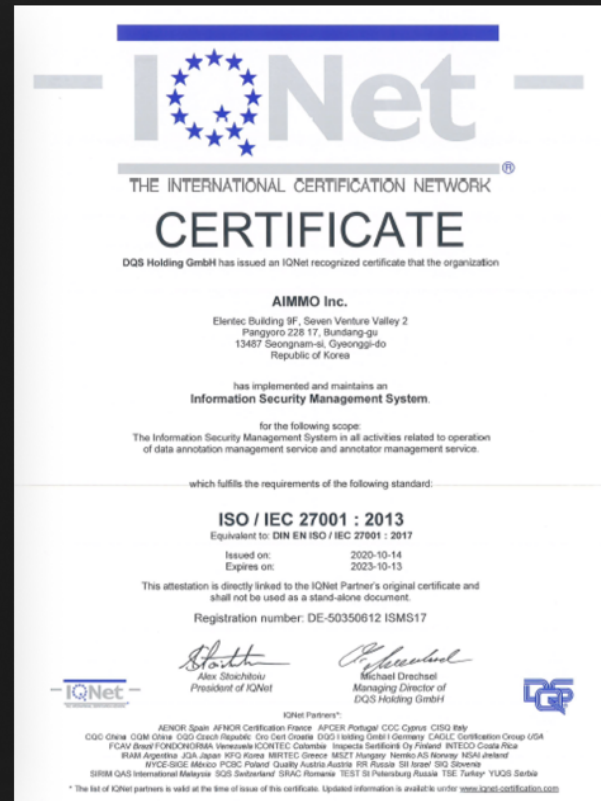 IQNet
®
THE INTERNATIONAL CERTIFICATION NETWORK
CERTIFICATE
DQS Holding GmbH has issued an IQNet recognized certificate that the organization
AIMMO Inc.
Elentec Building 9F, Seven Venture Valley 2
Pangyoro 228 17, Bundang-gu
13487 Seongnam-si, Gyeonggi-do
Republic of Korea
has implemented and maintains an
Information Security Management System.
for the following scope:
The Information Security Management System in all activities related to operation
of data annotation management service and annotator management service.
which fulfills the requirements of the following standard:
ISO / IEC 27001 : 2013
Equivalent to: DIN EN ISO / IEC 27001 : 2017
Issued on: 2020-10-14
Expires on: 2023-10-13
This attestation is directly linked to the IQNet Partner's original certificate and
shall not be used as a stand-alone document.
Registration number: DE-50350612 ISMS17
Alex Stoichitoiu
President of IQNet
Michael Drechsel
Managing Director of
DQS Holding GmbH
IQNet
DQS
IQNet Partners*:
AENOR Spain AFNOR Certification France APCER Portugal CCC Cyprus CISQ Italy
CQC China CQM China CQS Czech Republic Cro Cert Croatia DQS Holding GmbH Germany CAGLC Certification Group USA
FCAV Brazil FONDONORMA Venezuela ICONTEC Colombia Inspecta Sertifiointi Oy Finland INTECO Costa Rica
IRAM Argentina JQA Japan KFQ Korea MIRTEC Greece MSZT Hungary Nemko AS Norway NSAI Ireland
NYCE-SIGE México PCBC Poland Quality Austria Austria RR Russia SII Israel SIQ Slovenia
SIRIM QAS International Malaysia SQS Switzerland SRAC Romania TEST St Petersburg Russia TSE Turkey YUQS Serbia
* The list of IQNet partners is valid at the time of issue of this certificate. Updated information is available under www.iqnet-certification.com